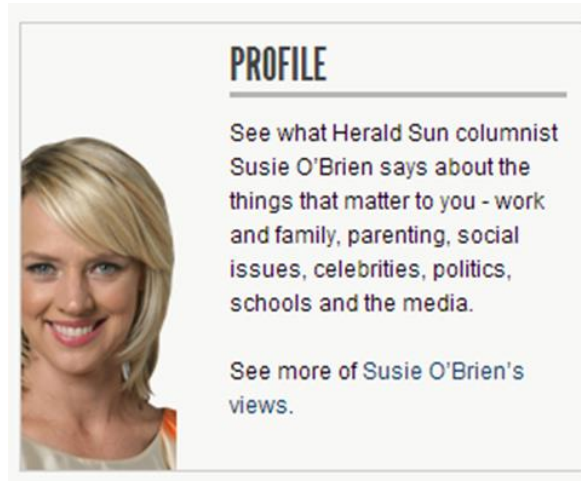 PROFILE
See what Herald Sun columnist
Susie O'Brien says about the
things that matter to you - work
and family, parenting, social
issues, celebrities, politics,
schools and the media.
See more of Susie O'Brien's
views.